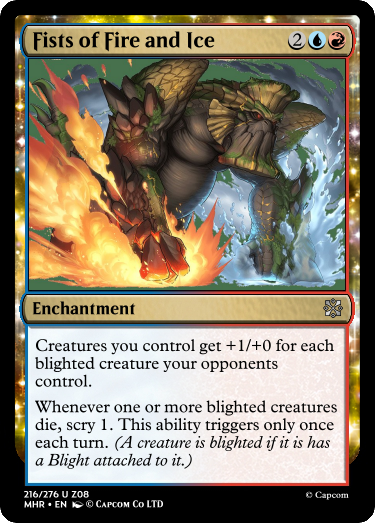 Fists of Fire and Ice 2
Enchantment
Creatures you control get +1/+0 for each
blighted creature your opponents
control.
Whenever one or more blighted creatures
die, scry 1. This ability triggers only once
each turn. (A creature is blighted if it is has
a Blight attached to it.)
216/276 U Z08
MHR • EN Capcom Co LTD
© Capcom